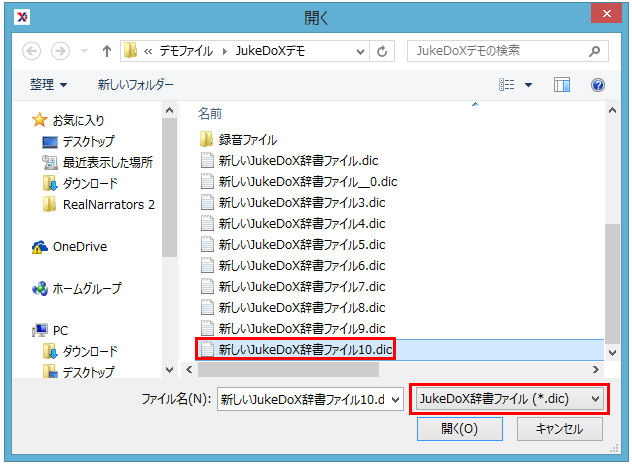 開く
« デモファイル ▸ JukeDoXデモ
JukeDoXデモの検索
整理
新しいフォルダー
お気に入り
デスクトップ
最近表示した場所
ダウンロード
RealNarrators 2
OneDrive
ホームグループ
PC
ダウンロード
デスクトップ
名前
録音ファイル
新しいJukeDoX辞書ファイル.dic
新しいJukeDoX辞書ファイル__0.dic
新しいJukeDoX辞書ファイル3.dic
新しいJukeDoX辞書ファイル4.dic
新しいJukeDoX辞書ファイル5.dic
新しいJukeDoX辞書ファイル6.dic
新しいJukeDoX辞書ファイル7.dic
新しいJukeDoX辞書ファイル8.dic
新しいJukeDoX辞書ファイル9.dic
新しいJukeDoX辞書ファイル10.dic
ファイル名(N): 新しいJukeDoX辞書ファイル10.d
JukeDoX辞書ファイル (*.dic)
開く(O)
キャンセル